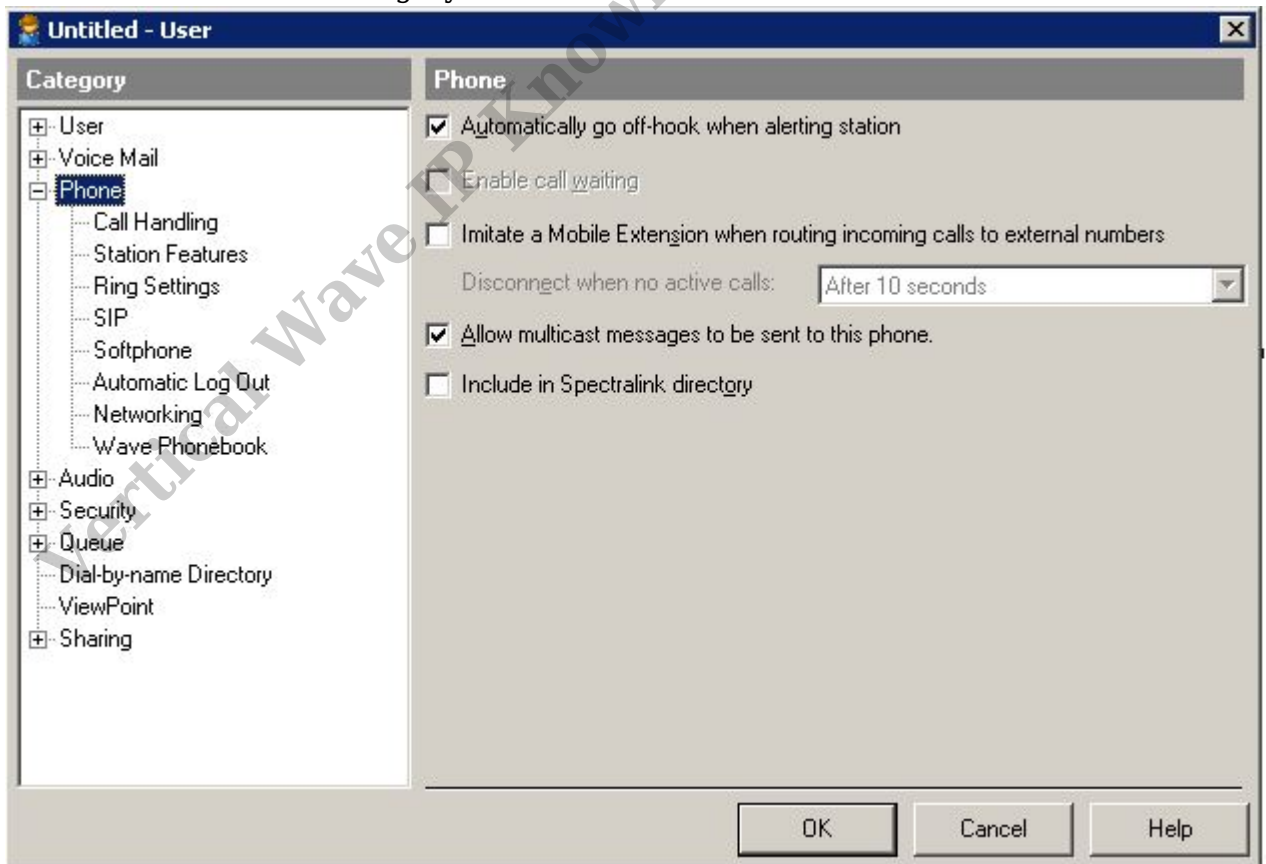 Untitled - User
Category
User
Voice Mail
Phone
Call Handling
Station Features
Ring Settings
SIP
Softphone
Automatic Log Out
Networking
Wave Phonebook
Audio
Security
Queue
Dial-by-name Directory
ViewPoint
Sharing
Phone
Automatically go off-hook when alerting station
Enable call waiting
Imitate a Mobile Extension when routing incoming calls to external numbers
Disconnect when no active calls: After 10 seconds
Allow multicast messages to be sent to this phone.
Include in Spectralink directory
OK Cancel Help
Vertical Wave IP